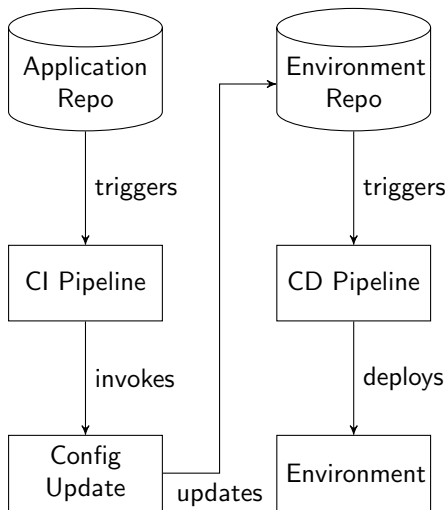 Application
Repo
triggers
CI Pipeline
invokes
Config
Update
updates
Environment
Repo
triggers
CD Pipeline
deploys
Environment